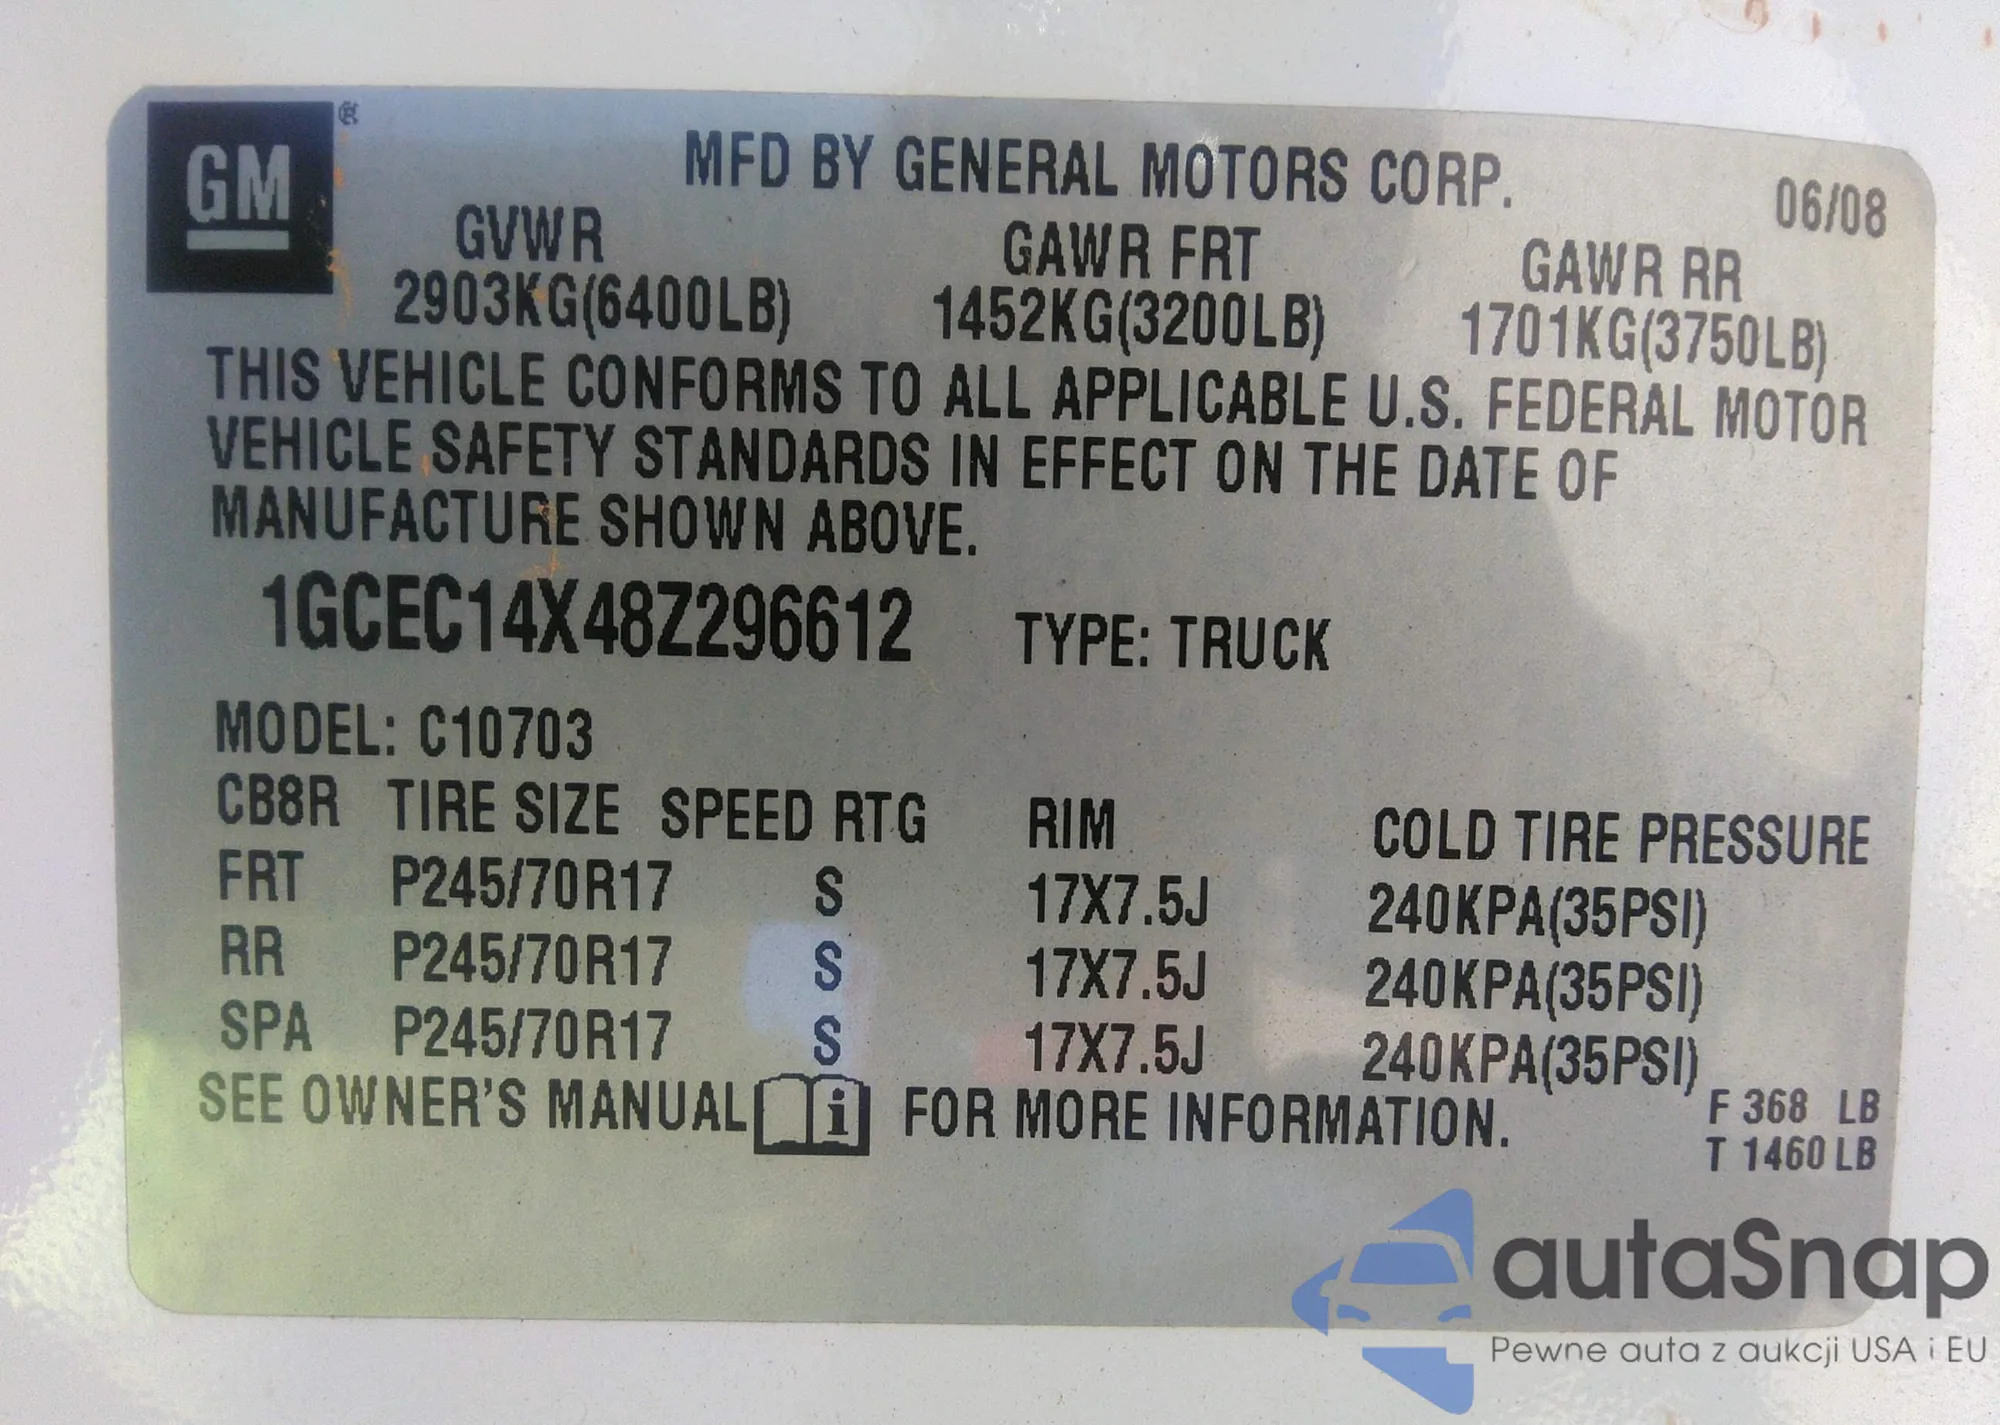 GM ®
MFD BY GENERAL MOTORS CORP.
06/08
GVWR GAWR FRT GAWR RR
2903KG(6400LB) 1452KG(3200LB) 1701KG(3750LB)
THIS VEHICLE CONFORMS TO ALL APPLICABLE U.S. FEDERAL MOTOR
VEHICLE SAFETY STANDARDS IN EFFECT ON THE DATE OF
MANUFACTURE SHOWN ABOVE.
1GCEC14X48Z296612 TYPE: TRUCK
MODEL: C10703
CB8R TIRE SIZE SPEED RTG RIM COLD TIRE PRESSURE
FRT P245/70R17 S 17X7.5J 240KPA(35PSI)
RR P245/70R17 S 17X7.5J 240KPA(35PSI)
SPA P245/70R17 S 17X7.5J 240KPA(35PSI)
SEE OWNER'S MANUAL i FOR MORE INFORMATION.
F 368 LB
T 1460 LB
autaSnap
Pewne auta z aukcji USA i EU